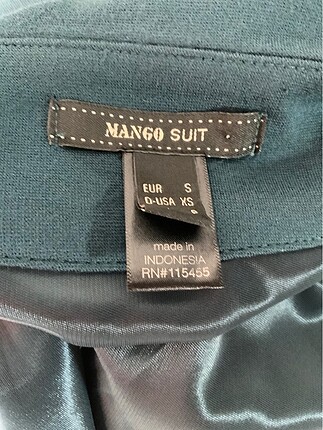 MANGO SUIT
EUR S
D-USA XS
made in
INDONESIA
RN#115455